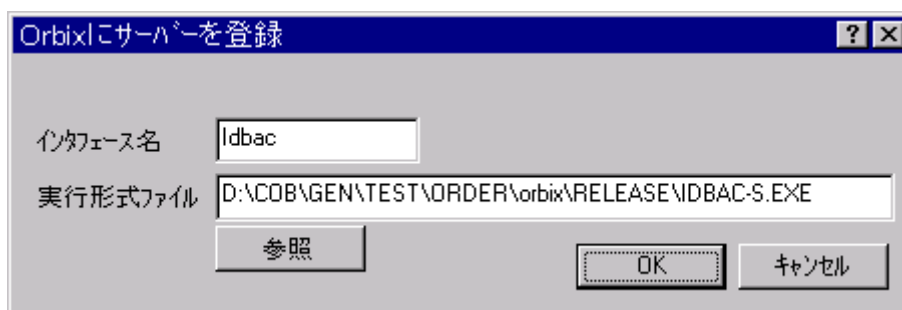 Orbixにサーバーを登録
インタフェース名
Idbac
実行形式ファイル
D:\COB\GEN\TEST\ORDER\orbix\RELEASE\IDBAC-S.EXE
参照
OK
キャンセル